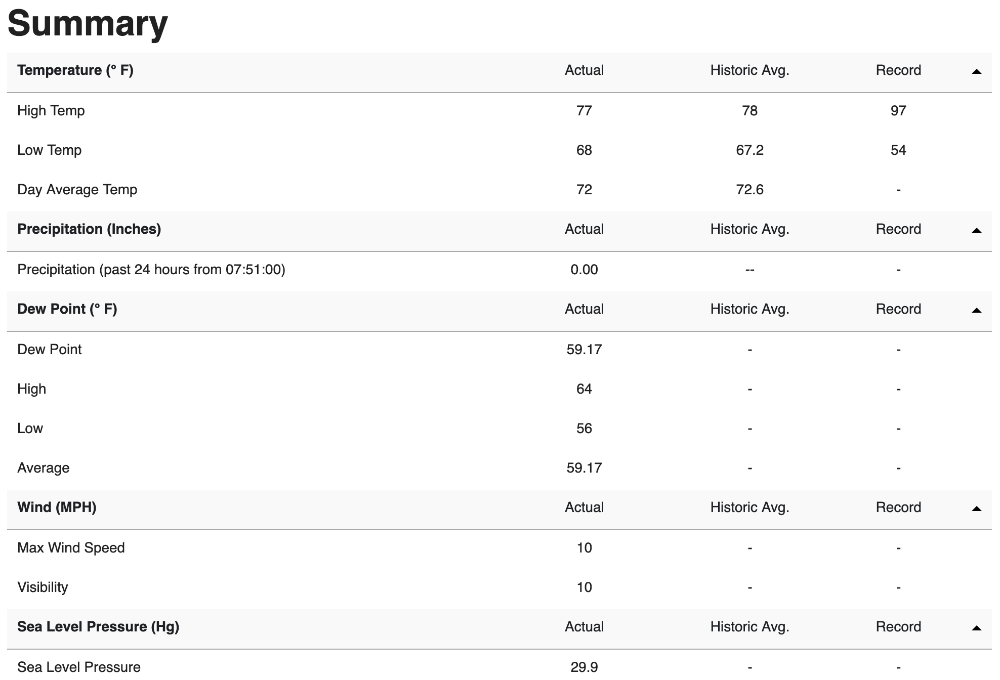 Summary
Temperature (° F) Actual Historic Avg. Record
High Temp 77 78 97
Low Temp 68 67.2 54
Day Average Temp 72 72.6 -
Precipitation (Inches) Actual Historic Avg. Record
Precipitation (past 24 hours from 07:51:00) 0.00 -- -
Dew Point (° F) Actual Historic Avg. Record
Dew Point 59.17 - -
High 64 - -
Low 56 - -
Average 59.17 - -
Wind (MPH) Actual Historic Avg. Record
Max Wind Speed 10 - -
Visibility 10 - -
Sea Level Pressure (Hg) Actual Historic Avg. Record
Sea Level Pressure 29.9 - -